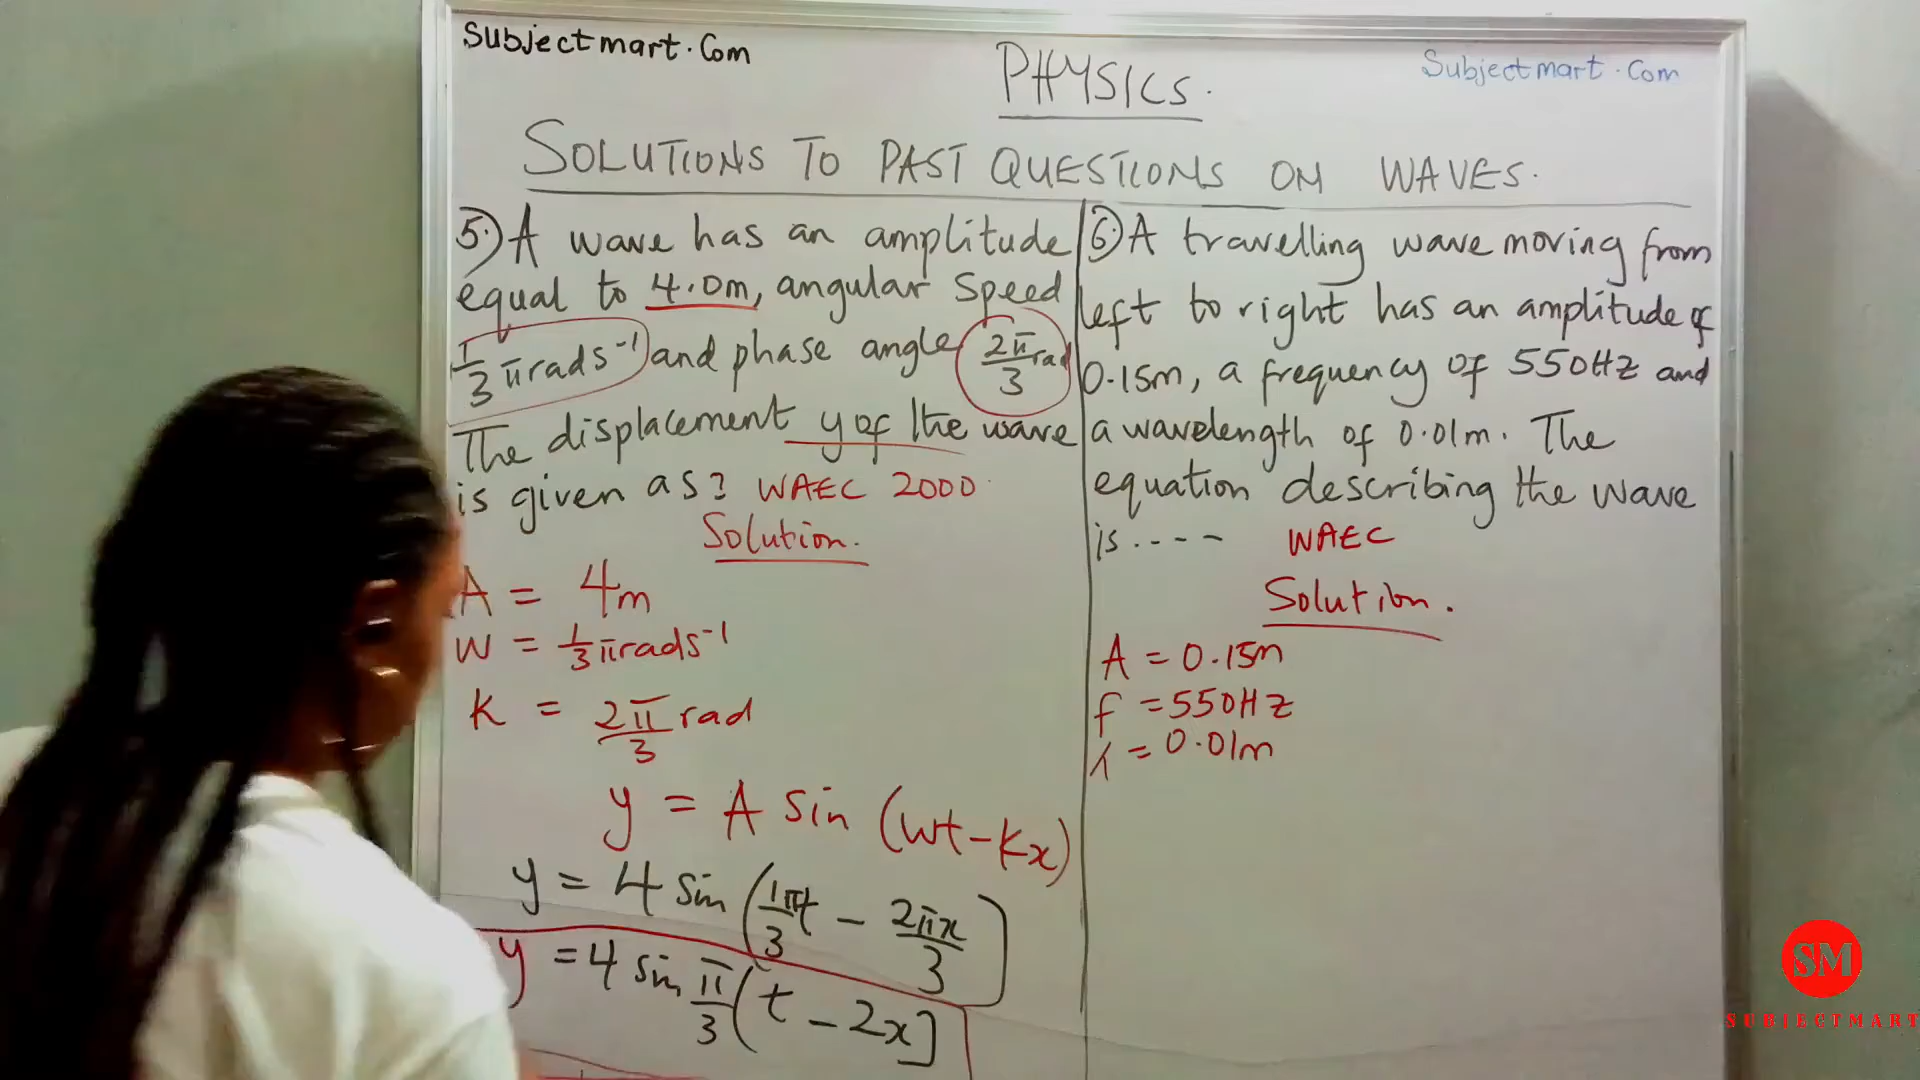 Subjectmart.Com
PHYSICS.
Subjectmart.Com
SOLUTIONS TO PAST QUESTIONS ON WAVES.
5.) A wave has an amplitude
equal to 4.0m, angular speed
1/3 πrads⁻¹ and phase angle 2π/3 rad
The displacement y of the wave
is given as? WAEC 2000.
Solution.
A = 4m
W = 1/3 πrads⁻¹
K = 2π/3 rad
y = A sin (wt-Kx)
y = 4 sin (1πt/3 - 2πx/3)
y = 4 sin π/3 (t - 2x]
6.) A travelling wave moving from
left to right has an amplitude of
0.15m, a frequency of 550Hz and
a wavelength of 0.01m. The
equation describing the wave
is .---- WAEC
Solution.
A = 0.15m
f = 550Hz
λ = 0.01m
SM
SUBJECTMART